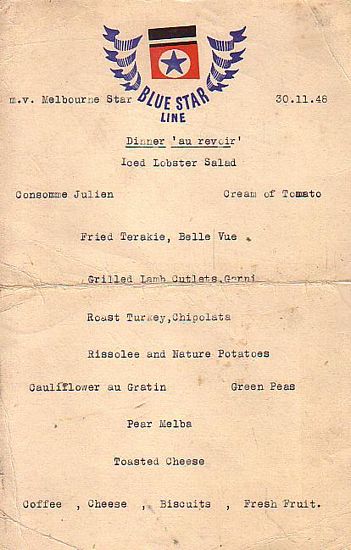 BLUE STAR
LINE
m.v. Melbourne Star 30.11.48
Dinner 'au revoir'
Iced Lobster Salad
Consomme Julien Cream of Tomato
Fried Terakie, Belle Vue
Grilled Lamb Cutlets,Garni
Roast Turkey,Chipolata
Rissolee and Nature Potatoes
Cauliflower au Gratin Green Peas
Pear Melba
Toasted Cheese
Coffee , Cheese , Biscuits , Fresh Fruit.